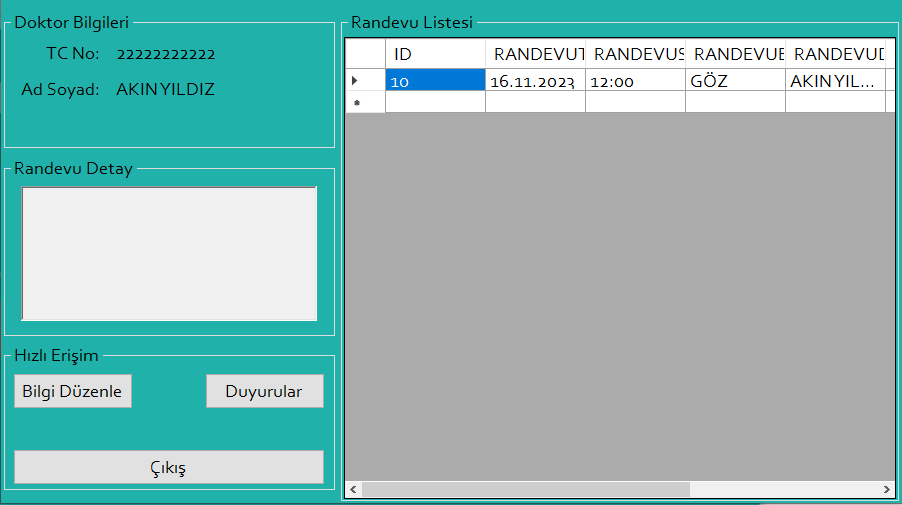 Doktor Bilgileri
TC No: 22222222222
Ad Soyad: AKIN YILDIZ
Randevu Detay
Hızlı Erişim
Bilgi Düzenle
Duyurular
Çıkış
Randevu Listesi
ID RANDEVUT RANDEVUS RANDEVUB RANDEVUD
10 16.11.2023 12:00 GÖZ AKIN YIL...